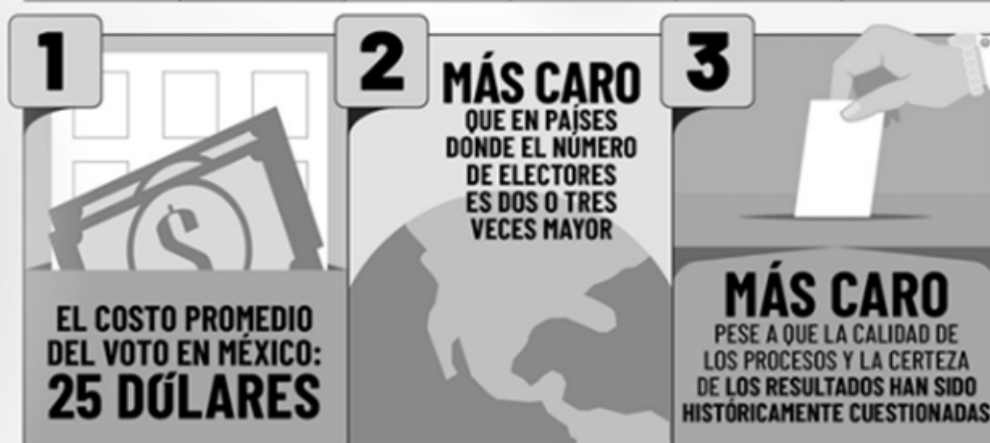 1
EL COSTO PROMEDIO
DEL VOTO EN MÉXICO:
25 DÚLARES
2
MÁS CARO
QUE EN PAÍSES
DONDE EL NÚMERO
DE ELECTORES
ES DOS O TRES
VECES MAYOR
3
MÁS CARO
PESE A QUE LA CALIDAD DE
LOS PROCESOS Y LA CERTEZA
DE LOS RESULTADOS HAN SIDO
HISTÓRICAMENTE CUESTIONADAS